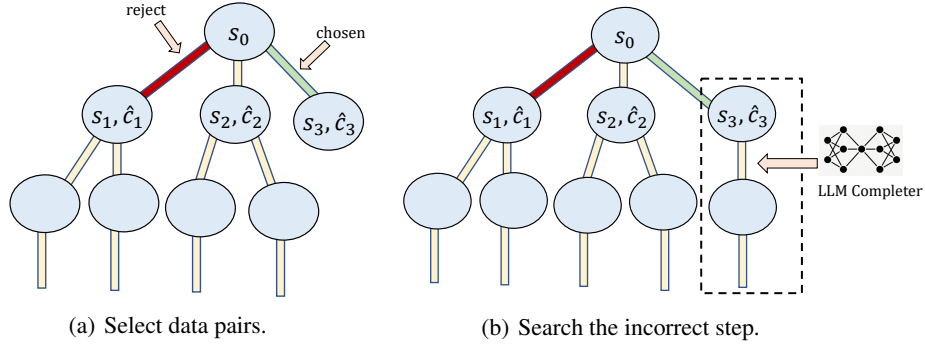 reject
s₀
chosen
s₁, ĉ₁
s₂, ĉ₂
s₃, ĉ₃
(a) Select data pairs.
s₀
s₁, ĉ₁
s₂, ĉ₂
s₃, ĉ₃
LLM Completer
(b) Search the incorrect step.